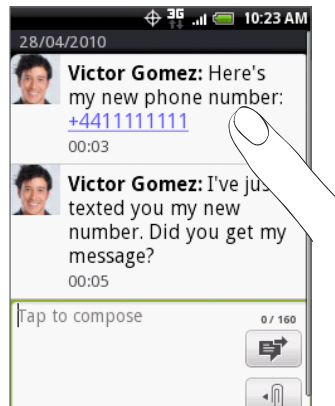 3G 10:23 AM
28/04/2010
Victor Gomez: Here's
my new phone number:
+4411111111
00:03
Victor Gomez: I've jus
texted you my new
number. Did you get my
message?
00:05
Tap to compose
0 / 160